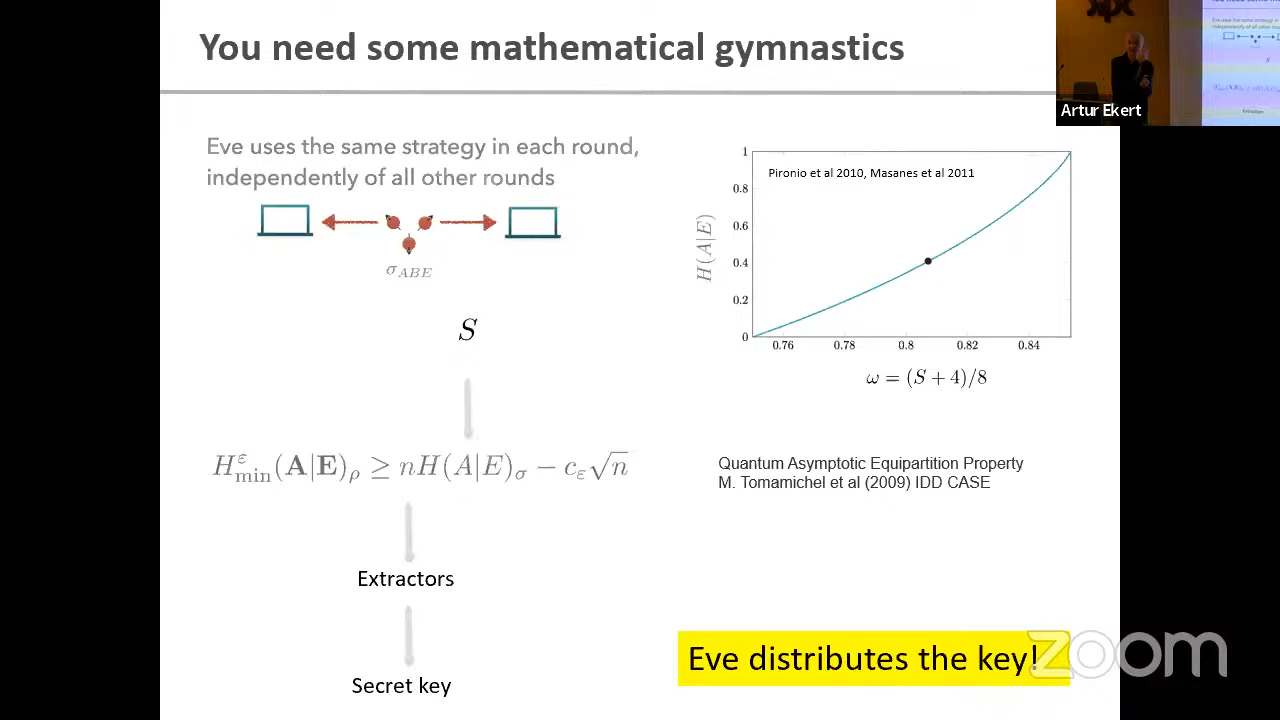 You need some mathematical gymnastics
Artur Ekert
Eve uses the same strategy in each round,
independently of all other rounds
σ_ABE
S
H^ε_min(A|E)_ρ ≥ nH(A|E)_σ − c_ε√n
Extractors
Secret key
Pironio et al 2010, Masanes et al 2011
1
0.8
0.6
0.4
0.2
0
H(A|E)
0.76 0.78 0.8 0.82 0.84
ω = (S + 4)/8
Quantum Asymptotic Equipartition Property
M. Tomamichel et al (2009) IDD CASE
Eve distributes the key!
zoom